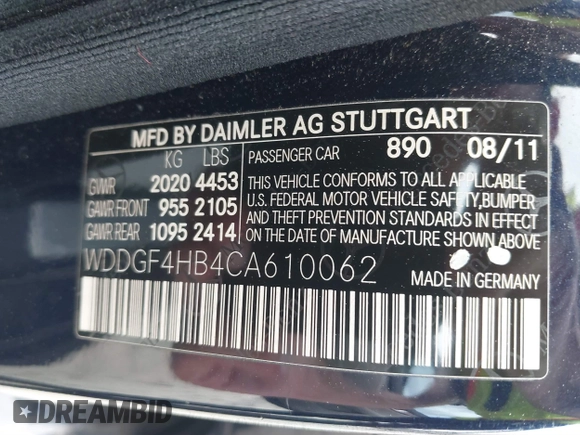 MFD BY DAIMLER AG STUTTGART
KG LBS
GVWR 2020 4453
GAWR FRONT 955 2105
GAWR REAR 1095 2414
PASSENGER CAR 890 08/11
THIS VEHICLE CONFORMS TO ALL APPLICABLE
U.S. FEDERAL MOTOR VEHICLE SAFETY,BUMPER
AND THEFT PREVENTION STANDARDS IN EFFECT
ON THE DATE OF MANUFACTURE SHOWN ABOVE.
WDDGF4HB4CA610062
MADE IN GERMANY
DREAMBID